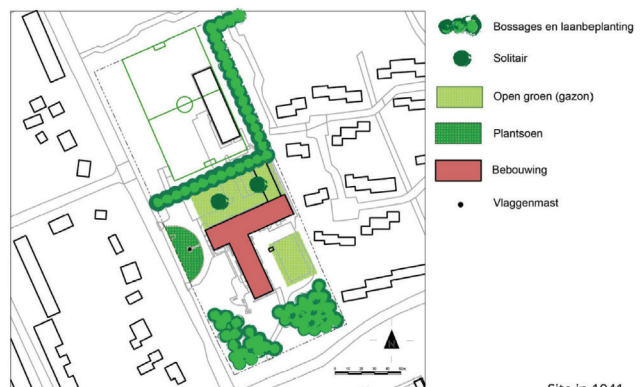 Bossages en laanbeplanting
Solitair
Open groen (gazon)
Plantsoen
Bebouwing
Vlaggenmast
N